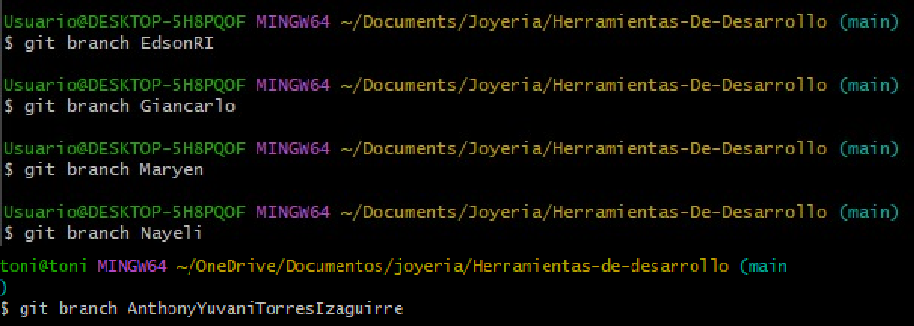 Usuario@DESKTOP-5H8PQOF MINGW64 ~/Documents/Joyeria/Herramientas-De-Desarrollo (main)
$ git branch EdsonRI
Usuario@DESKTOP-5H8PQOF MINGW64 ~/Documents/Joyeria/Herramientas-De-Desarrollo (main)
$ git branch Giancarlo
Usuario@DESKTOP-5H8PQOF MINGW64 ~/Documents/Joyeria/Herramientas-De-Desarrollo (main)
$ git branch Maryen
Usuario@DESKTOP-5H8PQOF MINGW64 ~/Documents/Joyeria/Herramientas-De-Desarrollo (main)
$ git branch Nayeli
toni@toni MINGW64 ~/OneDrive/Documentos/joyeria/Herramientas-de-desarrollo (main
)
$ git branch AnthonyYuvaniTorresIzaguirre